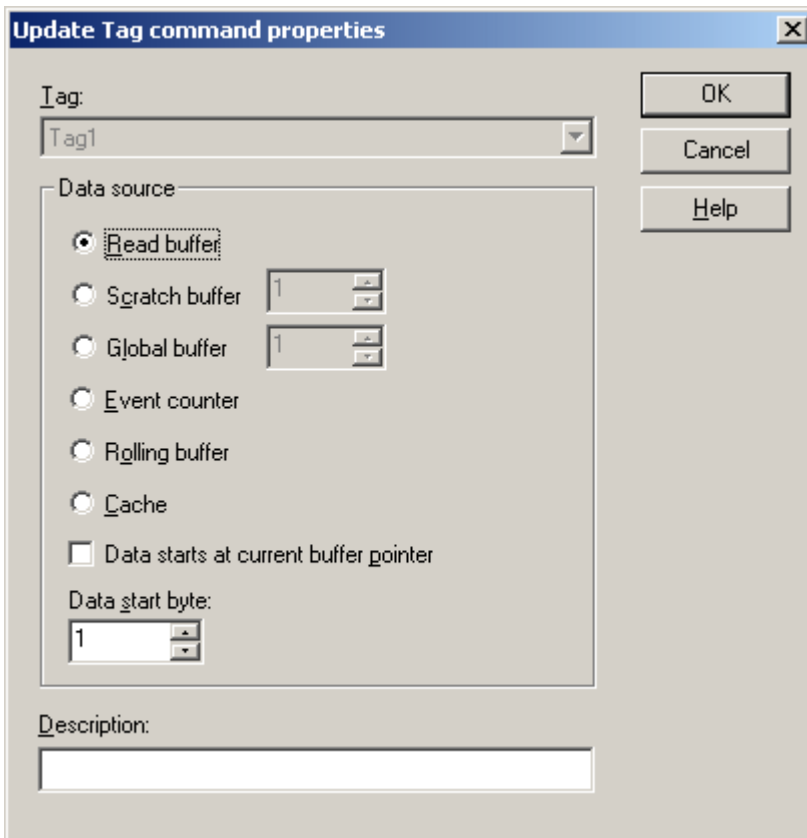 Update Tag command properties
Tag:
Tag1
OK
Cancel
Help
Data source
Read buffer
Scratch buffer 1
Global buffer 1
Event counter
Rolling buffer
Cache
Data starts at current buffer pointer
Data start byte:
1
Description: